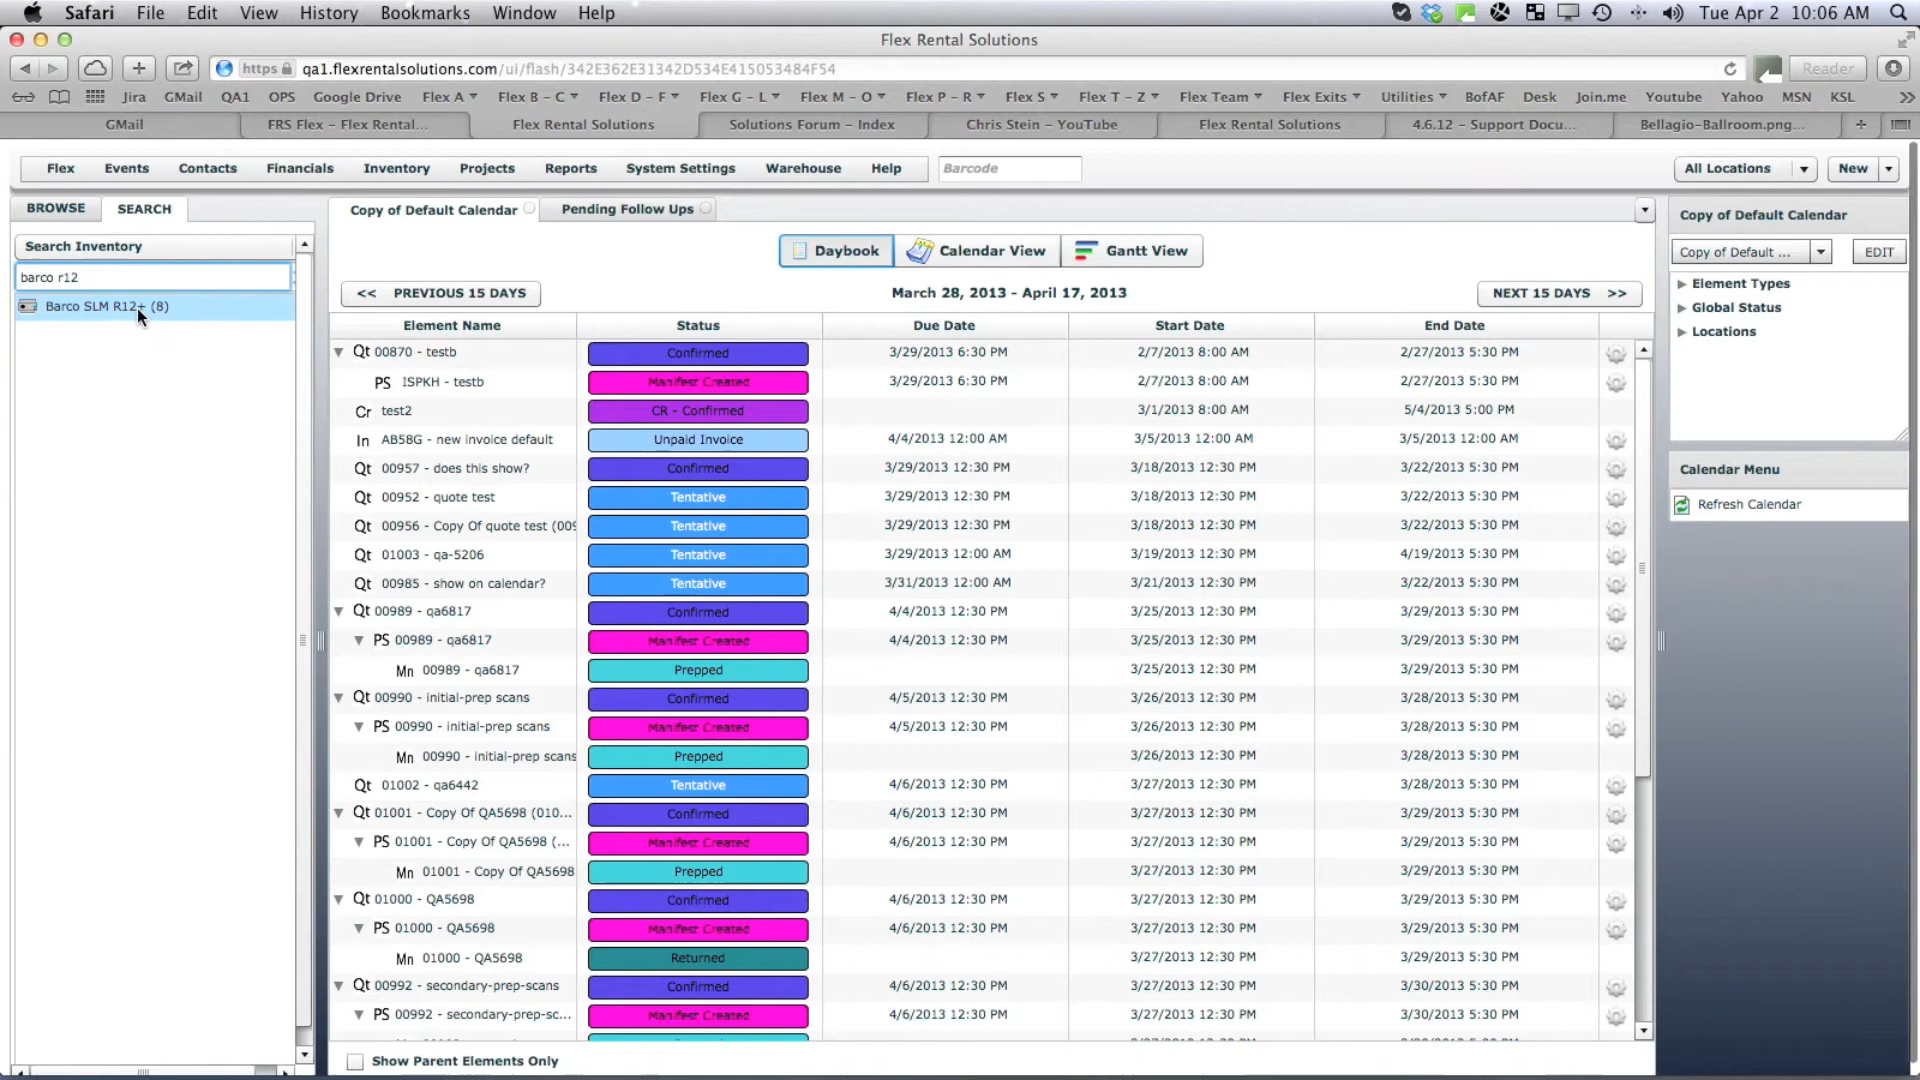 Safari File Edit View History Bookmarks Window Help Tue Apr 2 10:06 AM
Flex Rental Solutions
https qa1.flexrentalsolutions.com/ui/flash/342E362E31342D534E415053484F54 Reader
Jira GMail QA1 OPS Google Drive Flex A Flex B – C Flex D – F Flex G – L Flex M – O Flex P – R Flex S Flex T – Z Flex Team Flex Exits Utilities BofAF Desk Join.me Youtube Yahoo MSN KSL
GMail FRS Flex – Flex Rental... Flex Rental Solutions Solutions Forum – Index Chris Stein – YouTube Flex Rental Solutions 4.6.12 – Support Docu... Bellagio-Ballroom.png...
Flex Events Contacts Financials Inventory Projects Reports System Settings Warehouse Help Barcode All Locations New
BROWSE SEARCH Copy of Default Calendar Pending Follow Ups Copy of Default Calendar
Search Inventory Daybook Calendar View Gantt View Copy of Default ... EDIT
barco r12
Barco SLM R12+ (8)
<< PREVIOUS 15 DAYS March 28, 2013 - April 17, 2013 NEXT 15 DAYS >>
Element Types
Global Status
Locations
Calendar Menu
Refresh Calendar
Element Name Status Due Date Start Date End Date
Qt 00870 - testb Confirmed 3/29/2013 6:30 PM 2/7/2013 8:00 AM 2/27/2013 5:30 PM
PS ISPKH - testb Manifest Created 3/29/2013 6:30 PM 2/7/2013 8:00 AM 2/27/2013 5:30 PM
Cr test2 CR - Confirmed 3/1/2013 8:00 AM 5/4/2013 5:00 PM
In AB58G - new invoice default Unpaid Invoice 4/4/2013 12:00 AM 3/5/2013 12:00 AM 3/5/2013 12:00 AM
Qt 00957 - does this show? Confirmed 3/29/2013 12:30 PM 3/18/2013 12:30 PM 3/22/2013 5:30 PM
Qt 00952 - quote test Tentative 3/29/2013 12:30 PM 3/18/2013 12:30 PM 3/22/2013 5:30 PM
Qt 00956 - Copy Of quote test (009 Tentative 3/29/2013 12:30 PM 3/18/2013 12:30 PM 3/22/2013 5:30 PM
Qt 01003 - qa-5206 Tentative 3/29/2013 12:00 AM 3/19/2013 12:30 PM 4/19/2013 5:30 PM
Qt 00985 - show on calendar? Tentative 3/31/2013 12:00 AM 3/21/2013 12:30 PM 3/22/2013 5:30 PM
Qt 00989 - qa6817 Confirmed 4/4/2013 12:30 PM 3/25/2013 12:30 PM 3/29/2013 5:30 PM
PS 00989 - qa6817 Manifest Created 4/4/2013 12:30 PM 3/25/2013 12:30 PM 3/29/2013 5:30 PM
Mn 00989 - qa6817 Prepped 3/25/2013 12:30 PM 3/29/2013 5:30 PM
Qt 00990 - initial-prep scans Confirmed 4/5/2013 12:30 PM 3/26/2013 12:30 PM 3/28/2013 5:30 PM
PS 00990 - initial-prep scans Manifest Created 4/5/2013 12:30 PM 3/26/2013 12:30 PM 3/28/2013 5:30 PM
Mn 00990 - initial-prep scans Prepped 3/26/2013 12:30 PM 3/28/2013 5:30 PM
Qt 01002 - qa6442 Tentative 4/6/2013 12:30 PM 3/27/2013 12:30 PM 3/28/2013 5:30 PM
Qt 01001 - Copy Of QA5698 (010... Confirmed 4/6/2013 12:30 PM 3/27/2013 12:30 PM 3/29/2013 5:30 PM
PS 01001 - Copy Of QA5698 (... Manifest Created 4/6/2013 12:30 PM 3/27/2013 12:30 PM 3/29/2013 5:30 PM
Mn 01001 - Copy Of QA5698 Prepped 3/27/2013 12:30 PM 3/29/2013 5:30 PM
Qt 01000 - QA5698 Confirmed 4/6/2013 12:30 PM 3/27/2013 12:30 PM 3/29/2013 5:30 PM
PS 01000 - QA5698 Manifest Created 4/6/2013 12:30 PM 3/27/2013 12:30 PM 3/29/2013 5:30 PM
Mn 01000 - QA5698 Returned 3/27/2013 12:30 PM 3/29/2013 5:30 PM
Qt 00992 - secondary-prep-scans Confirmed 4/6/2013 12:30 PM 3/27/2013 12:30 PM 3/30/2013 5:30 PM
PS 00992 - secondary-prep-sc... Manifest Created 4/6/2013 12:30 PM 3/27/2013 12:30 PM 3/30/2013 5:30 PM
Show Parent Elements Only